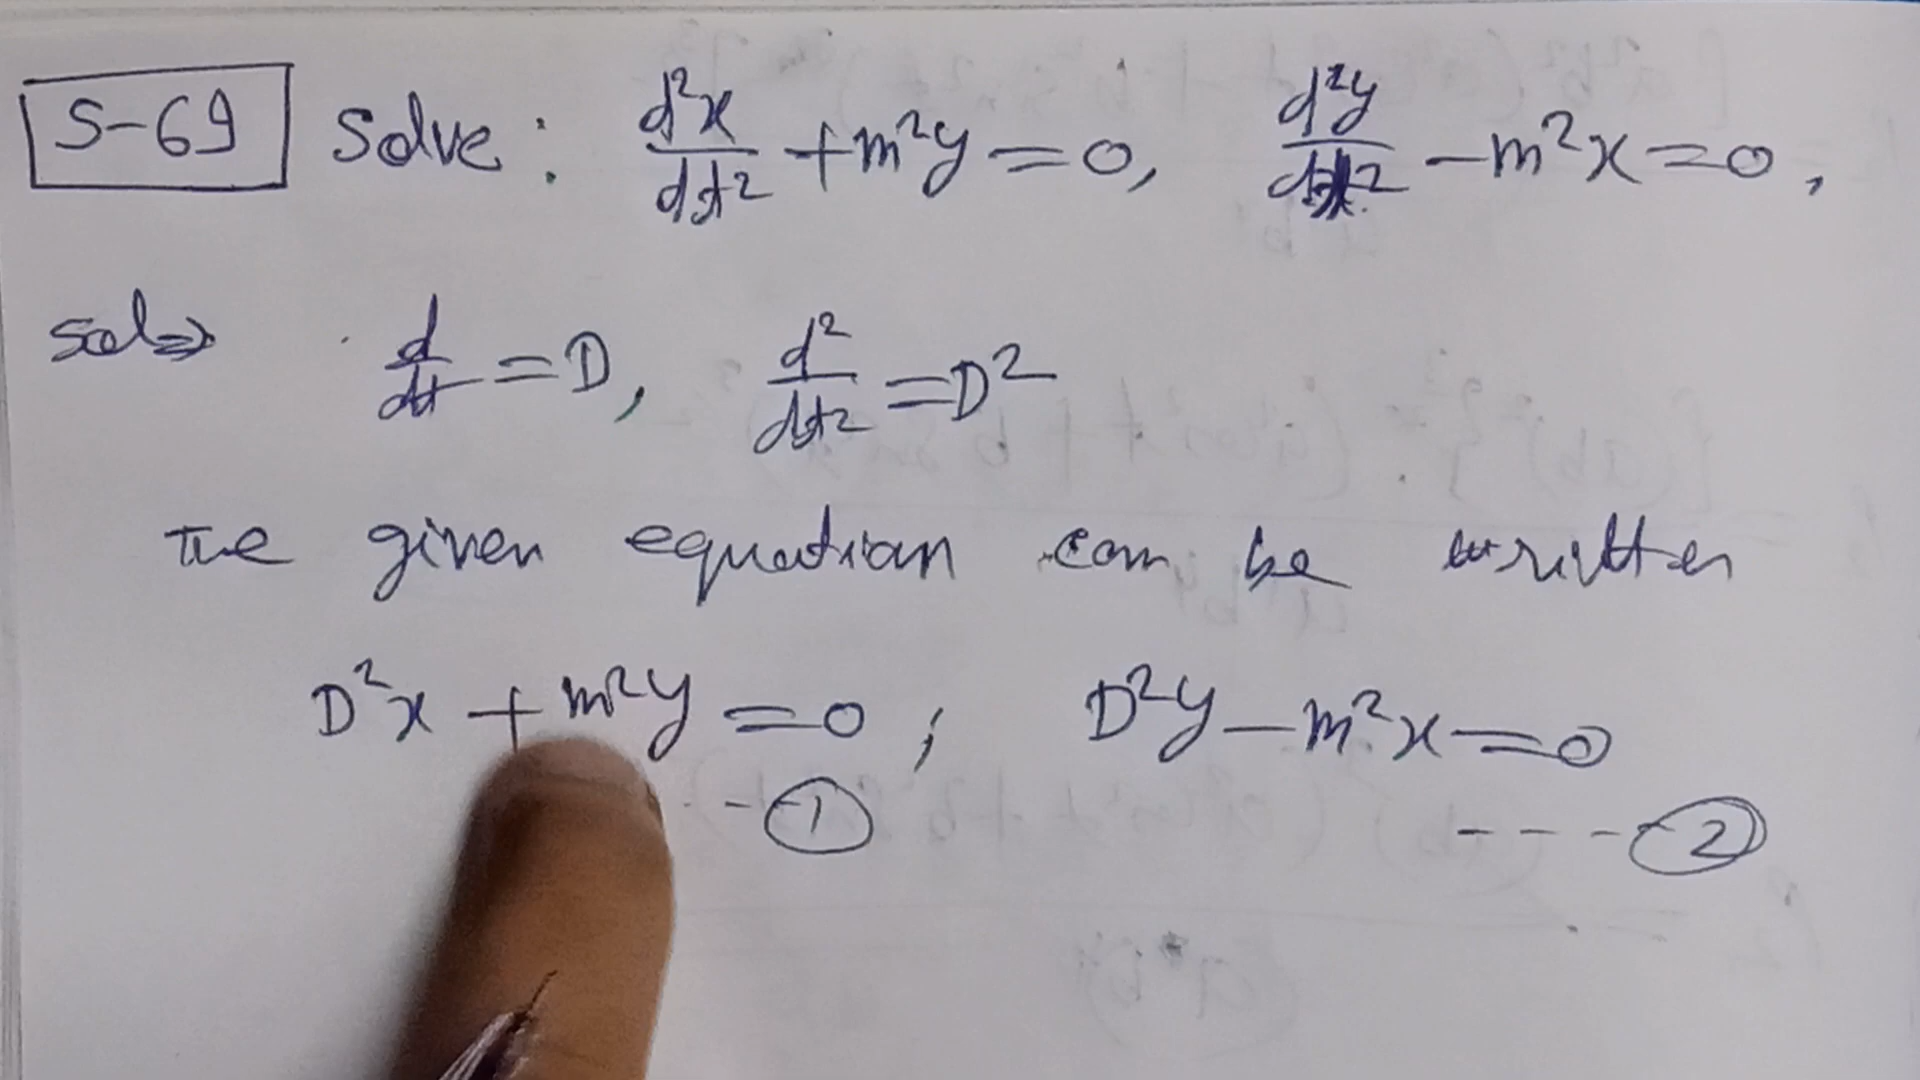 S-69 Solve: d²x/dt² + m²y = 0, d²y/dt² - m²x = 0,
sol⇒ d/dt = D, d²/dt² = D²
The given equation can be written
D²x + m²y = 0 ; D²y - m²x = 0
- - ① - - - - ②